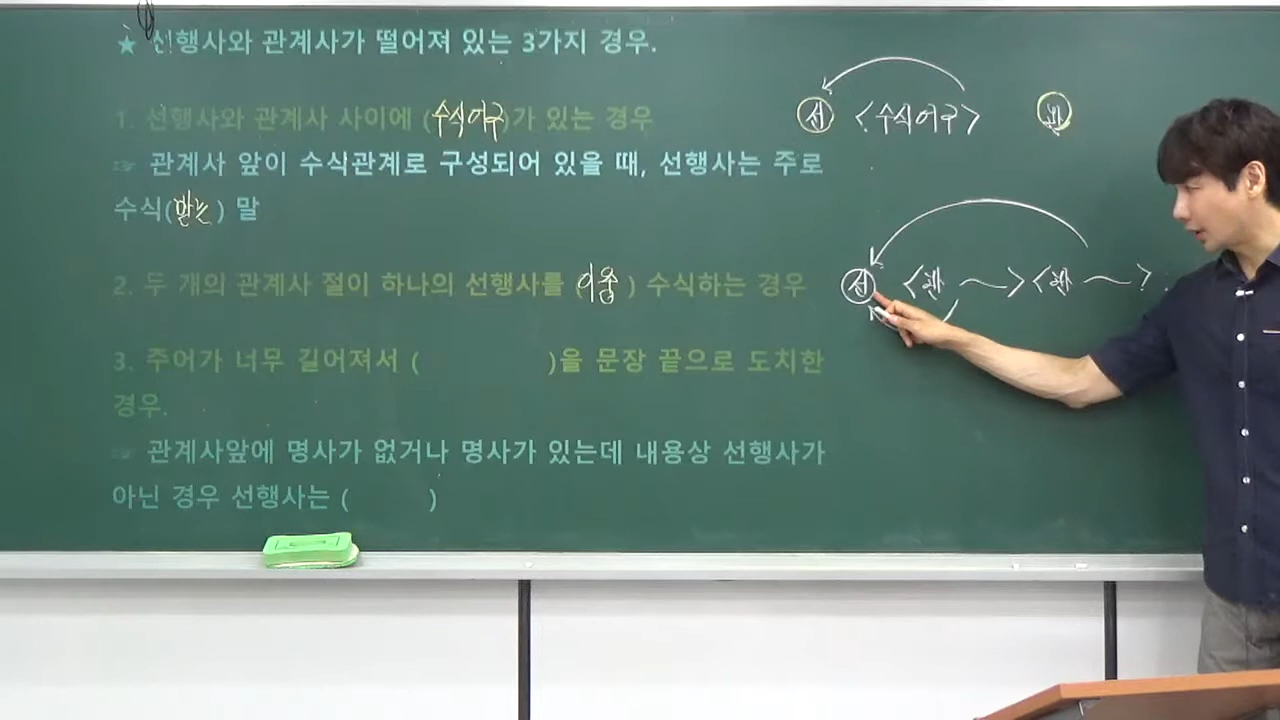 ★ 선행사와 관계사가 떨어져 있는 3가지 경우.
1. 선행사와 관계사 사이에 (수식어구)가 있는 경우
☞ 관계사 앞이 수식관계로 구성되어 있을 때, 선행사는 주로
수식(받는) 말
2. 두 개의 관계사 절이 하나의 선행사를 (이중) 수식하는 경우
3. 주어가 너무 길어져서 ( )을 문장 끝으로 도치한
경우.
☞ 관계사앞에 명사가 없거나 명사가 있는데 내용상 선행사가
아닌 경우 선행사는 ( )
선 <수식어구> 관
선 <관 ~> <관 ~>